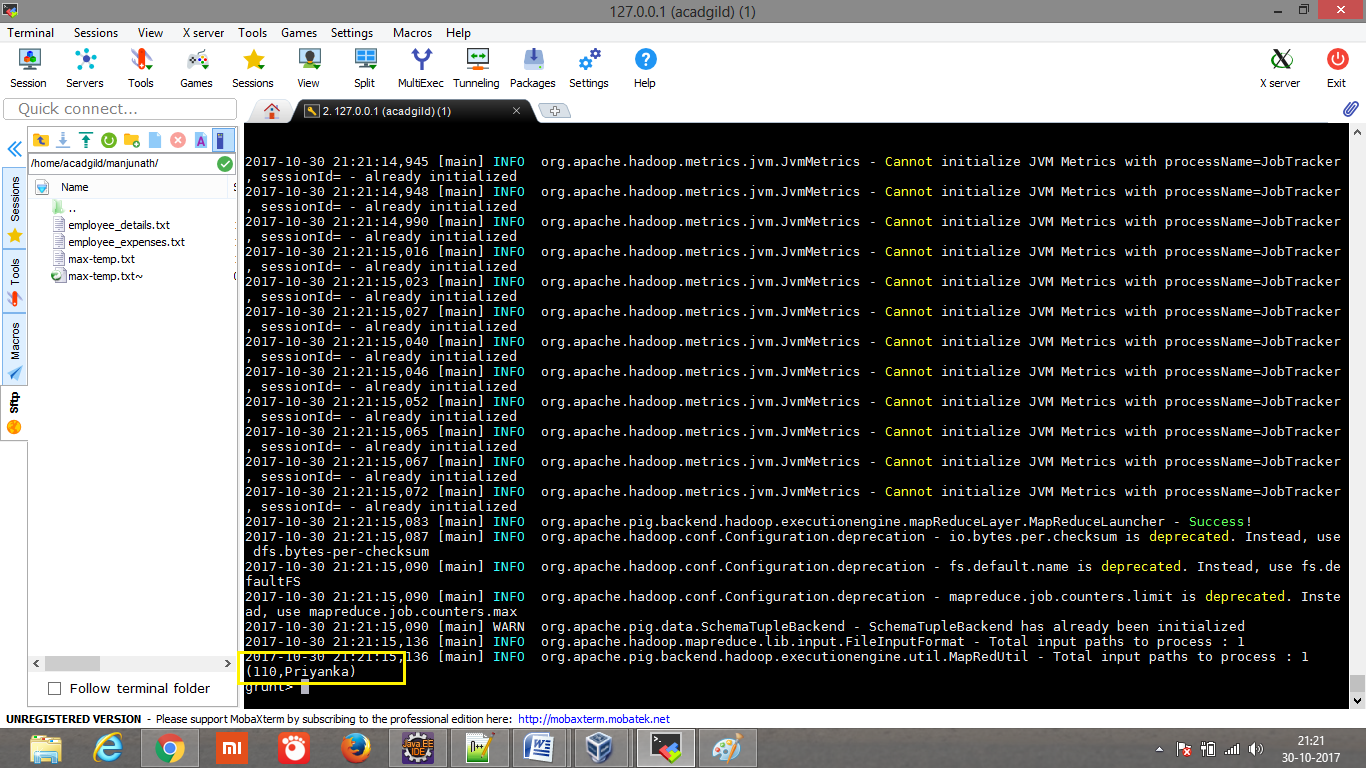 127.0.0.1 (acadgild) (1)
Terminal Sessions View X server Tools Games Settings Macros Help
Session Servers Tools Games Sessions View Split MultiExec Tunneling Packages Settings Help X server Exit
Quick connect...
2. 127.0.0.1 (acadgild) (1)
/home/acadgild/manjunath/
Name
..
employee_details.txt
employee_expenses.txt
max-temp.txt
max-temp.txt~
Sessions
Tools
Macros
Sftp
Follow terminal folder
2017-10-30 21:21:14,945 [main] INFO org.apache.hadoop.metrics.jvm.JvmMetrics - Cannot initialize JVM Metrics with processName=JobTracker
, sessionId= - already initialized
2017-10-30 21:21:14,948 [main] INFO org.apache.hadoop.metrics.jvm.JvmMetrics - Cannot initialize JVM Metrics with processName=JobTracker
, sessionId= - already initialized
2017-10-30 21:21:14,990 [main] INFO org.apache.hadoop.metrics.jvm.JvmMetrics - Cannot initialize JVM Metrics with processName=JobTracker
, sessionId= - already initialized
2017-10-30 21:21:15,016 [main] INFO org.apache.hadoop.metrics.jvm.JvmMetrics - Cannot initialize JVM Metrics with processName=JobTracker
, sessionId= - already initialized
2017-10-30 21:21:15,023 [main] INFO org.apache.hadoop.metrics.jvm.JvmMetrics - Cannot initialize JVM Metrics with processName=JobTracker
, sessionId= - already initialized
2017-10-30 21:21:15,027 [main] INFO org.apache.hadoop.metrics.jvm.JvmMetrics - Cannot initialize JVM Metrics with processName=JobTracker
, sessionId= - already initialized
2017-10-30 21:21:15,040 [main] INFO org.apache.hadoop.metrics.jvm.JvmMetrics - Cannot initialize JVM Metrics with processName=JobTracker
, sessionId= - already initialized
2017-10-30 21:21:15,046 [main] INFO org.apache.hadoop.metrics.jvm.JvmMetrics - Cannot initialize JVM Metrics with processName=JobTracker
, sessionId= - already initialized
2017-10-30 21:21:15,052 [main] INFO org.apache.hadoop.metrics.jvm.JvmMetrics - Cannot initialize JVM Metrics with processName=JobTracker
, sessionId= - already initialized
2017-10-30 21:21:15,065 [main] INFO org.apache.hadoop.metrics.jvm.JvmMetrics - Cannot initialize JVM Metrics with processName=JobTracker
, sessionId= - already initialized
2017-10-30 21:21:15,067 [main] INFO org.apache.hadoop.metrics.jvm.JvmMetrics - Cannot initialize JVM Metrics with processName=JobTracker
, sessionId= - already initialized
2017-10-30 21:21:15,072 [main] INFO org.apache.hadoop.metrics.jvm.JvmMetrics - Cannot initialize JVM Metrics with processName=JobTracker
, sessionId= - already initialized
2017-10-30 21:21:15,083 [main] INFO org.apache.pig.backend.hadoop.executionengine.mapReduceLayer.MapReduceLauncher - Success!
2017-10-30 21:21:15,087 [main] INFO org.apache.hadoop.conf.Configuration.deprecation - io.bytes.per.checksum is deprecated. Instead, use
dfs.bytes-per-checksum
2017-10-30 21:21:15,090 [main] INFO org.apache.hadoop.conf.Configuration.deprecation - fs.default.name is deprecated. Instead, use fs.de
faultFS
2017-10-30 21:21:15,090 [main] INFO org.apache.hadoop.conf.Configuration.deprecation - mapreduce.job.counters.limit is deprecated. Inste
ad, use mapreduce.job.counters.max
2017-10-30 21:21:15,090 [main] WARN org.apache.pig.data.SchemaTupleBackend - SchemaTupleBackend has already been initialized
2017-10-30 21:21:15,136 [main] INFO org.apache.hadoop.mapreduce.lib.input.FileInputFormat - Total input paths to process : 1
2017-10-30 21:21:15,136 [main] INFO org.apache.pig.backend.hadoop.executionengine.util.MapRedUtil - Total input paths to process : 1
(110,Priyanka)
grunt>
UNREGISTERED VERSION - Please support MobaXterm by subscribing to the professional edition here: http://mobaxterm.mobatek.net
21:21
30-10-2017